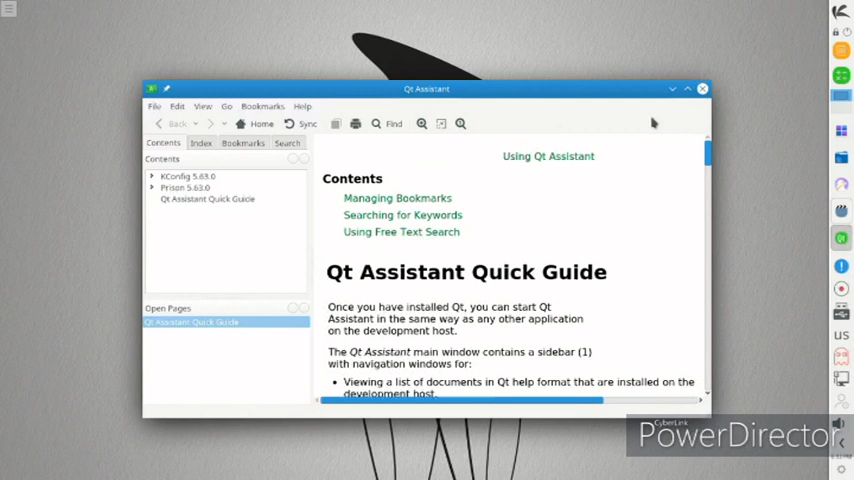 Qt Assistant
File Edit View Go Bookmarks Help
Back Home Sync Find
Contents Index Bookmarks Search
Contents
KConfig 5.63.0
Prison 5.63.0
Qt Assistant Quick Guide
Open Pages
Qt Assistant Quick Guide
Using Qt Assistant
Contents
Managing Bookmarks
Searching for Keywords
Using Free Text Search
Qt Assistant Quick Guide
Once you have installed Qt, you can start Qt
Assistant in the same way as any other application
on the development host.
The Qt Assistant main window contains a sidebar (1)
with navigation windows for:
• Viewing a list of documents in Qt help format that are installed on the
development host.
Qt
us
CyberLink
PowerDirector